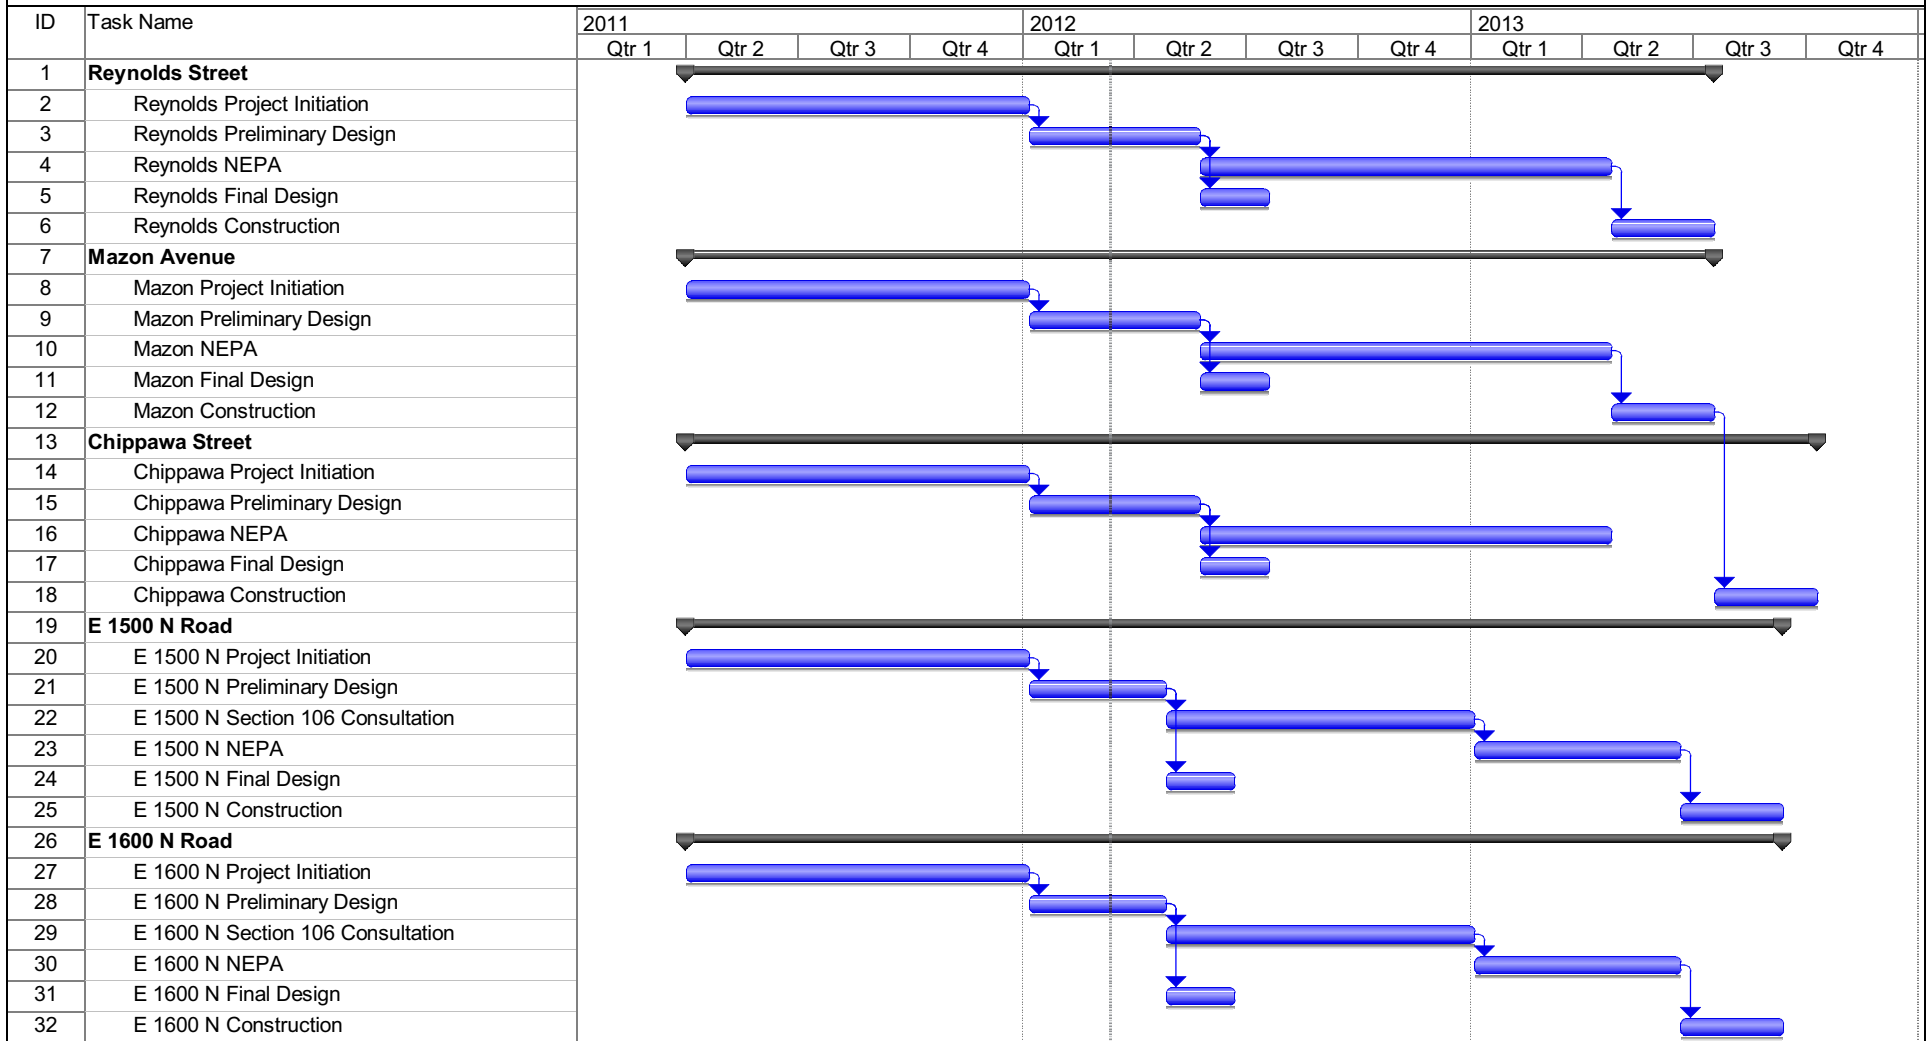 ID Task Name 2011 2012 2013
Qtr 1 Qtr 2 Qtr 3 Qtr 4 Qtr 1 Qtr 2 Qtr 3 Qtr 4 Qtr 1 Qtr 2 Qtr 3 Qtr 4
1 Reynolds Street
2 Reynolds Project Initiation
3 Reynolds Preliminary Design
4 Reynolds NEPA
5 Reynolds Final Design
6 Reynolds Construction
7 Mazon Avenue
8 Mazon Project Initiation
9 Mazon Preliminary Design
10 Mazon NEPA
11 Mazon Final Design
12 Mazon Construction
13 Chippawa Street
14 Chippawa Project Initiation
15 Chippawa Preliminary Design
16 Chippawa NEPA
17 Chippawa Final Design
18 Chippawa Construction
19 E 1500 N Road
20 E 1500 N Project Initiation
21 E 1500 N Preliminary Design
22 E 1500 N Section 106 Consultation
23 E 1500 N NEPA
24 E 1500 N Final Design
25 E 1500 N Construction
26 E 1600 N Road
27 E 1600 N Project Initiation
28 E 1600 N Preliminary Design
29 E 1600 N Section 106 Consultation
30 E 1600 N NEPA
31 E 1600 N Final Design
32 E 1600 N Construction